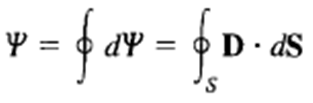 Ψ = ∮ dΨ = ∮_S D · dS